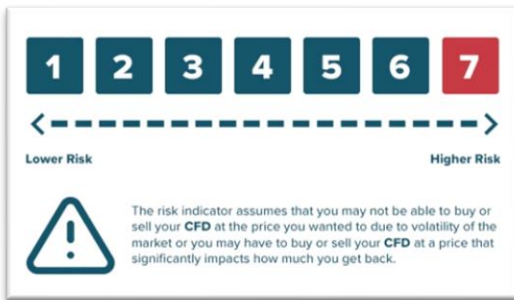 1 2 3 4 5 6 7
Lower Risk Higher Risk
The risk indicator assumes that you may not be able to buy or
sell your CFD at the price you wanted to due to volatility of the
market or you may have to buy or sell your CFD at a price that
significantly impacts how much you get back.